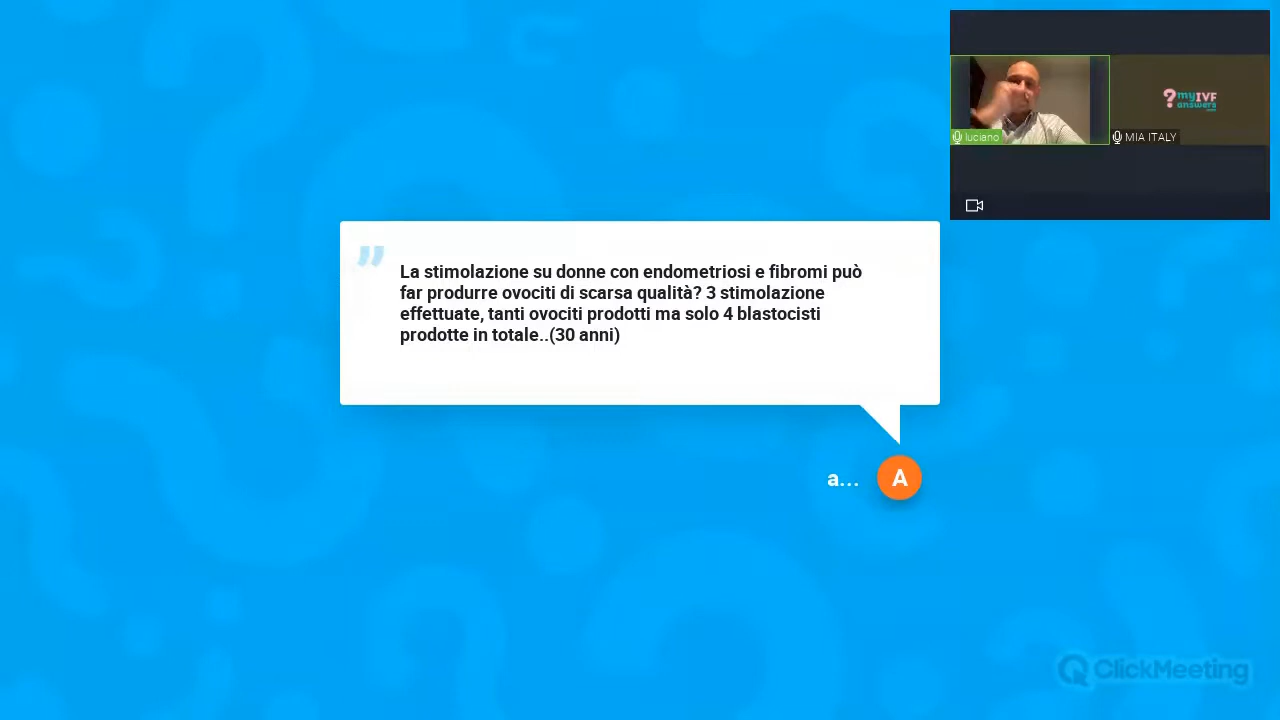 ?myIVF
answers
luciano
MIA ITALY
”
La stimolazione su donne con endometriosi e fibromi può
far produrre ovociti di scarsa qualità? 3 stimolazione
effettuate, tanti ovociti prodotti ma solo 4 blastocisti
prodotte in totale..(30 anni)
a...
A
ClickMeeting